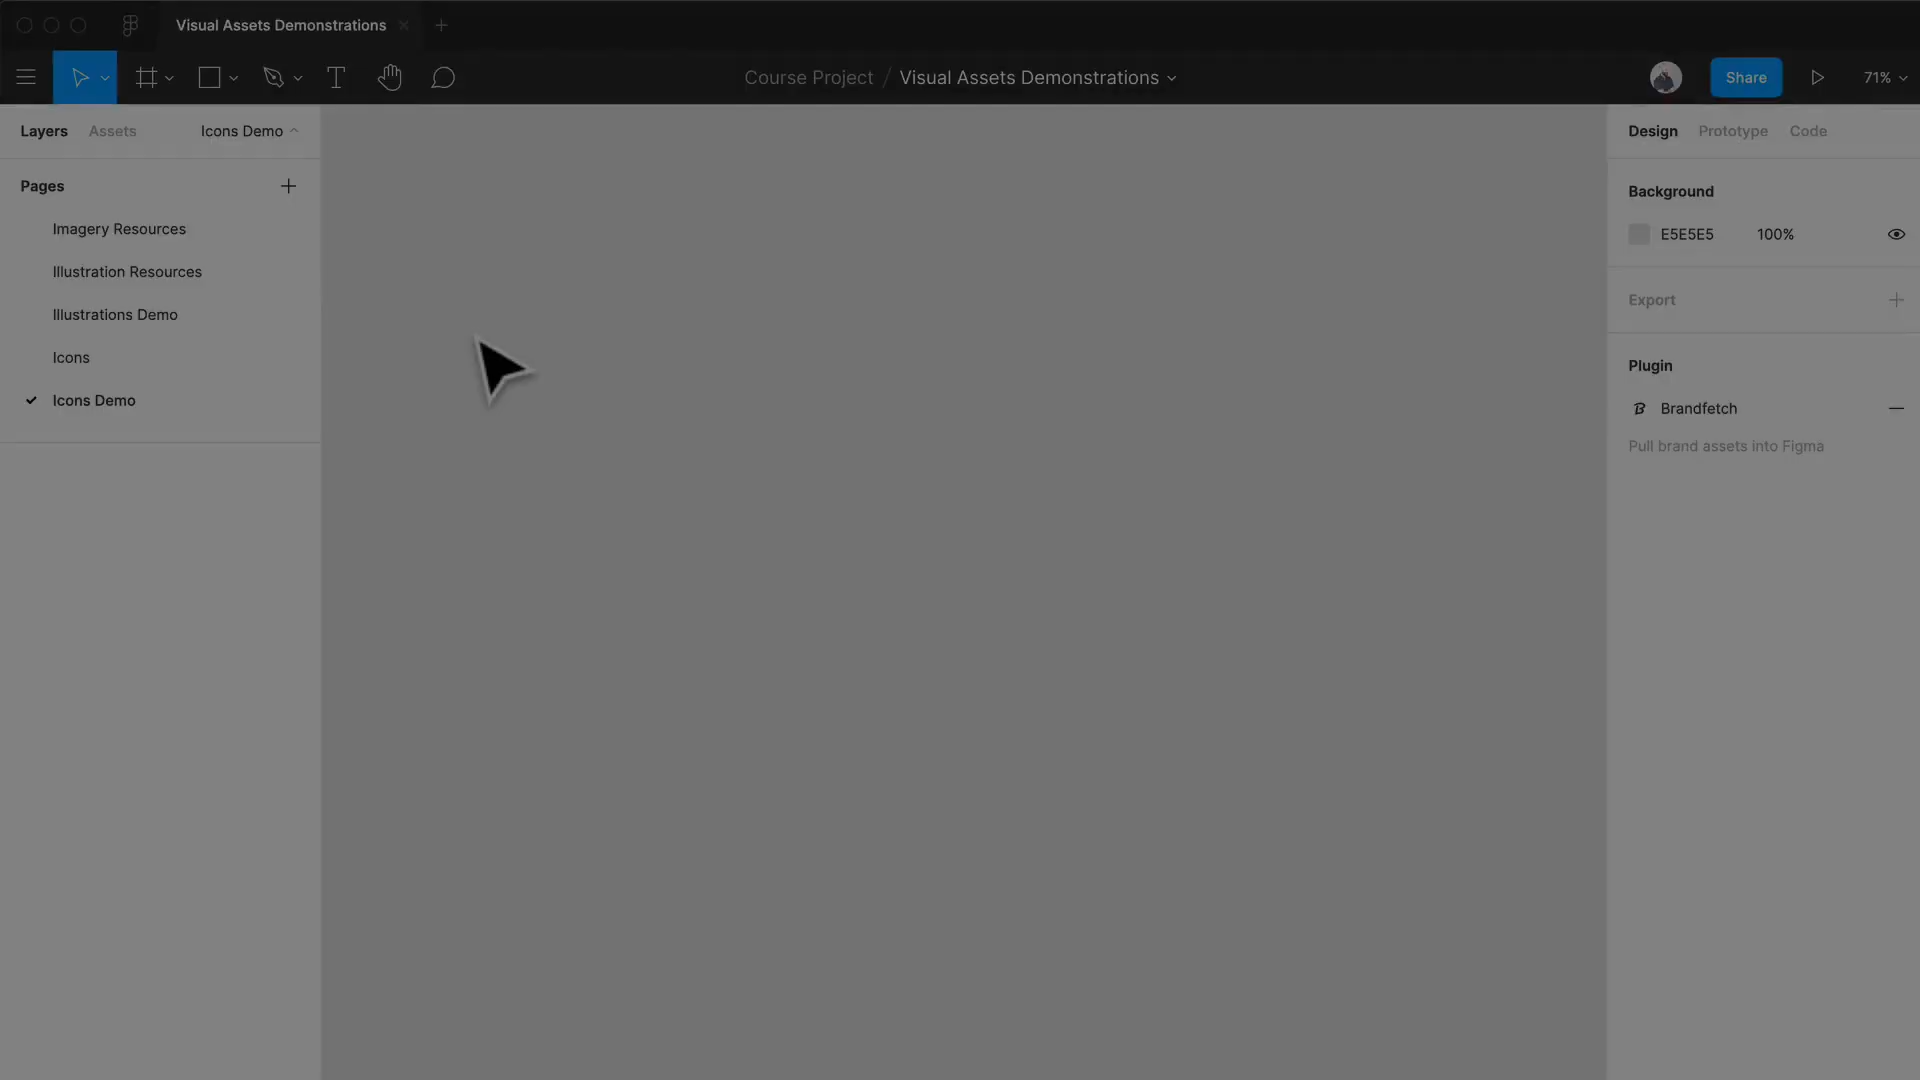 Visual Assets Demonstrations
Course Project / Visual Assets Demonstrations
Share
71%
Layers
Assets
Icons Demo
Pages
Imagery Resources
Illustration Resources
Illustrations Demo
Icons
Icons Demo
Design
Prototype
Code
Background
E5E5E5
100%
Export
Plugin
Brandfetch
Pull brand assets into Figma